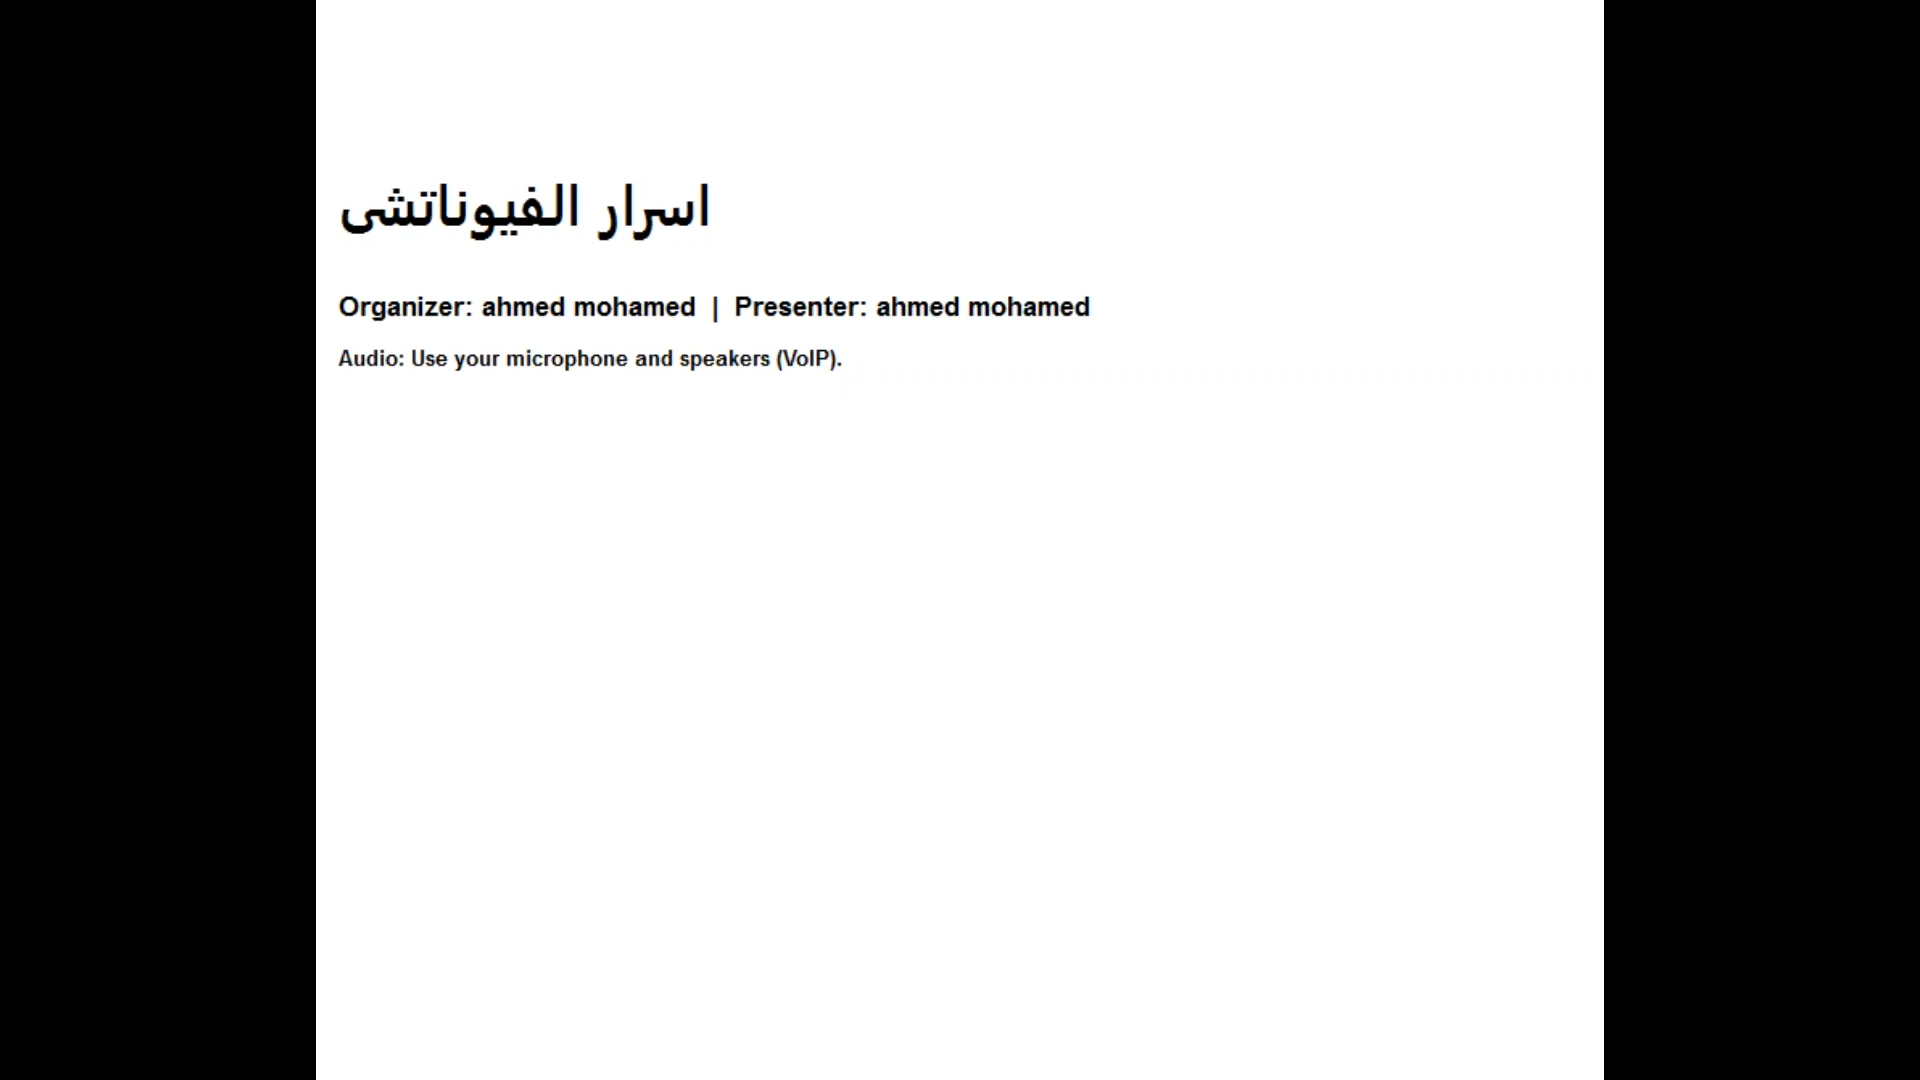 اسرار الفيوناتشى
Organizer: ahmed mohamed | Presenter: ahmed mohamed
Audio: Use your microphone and speakers (VoIP).